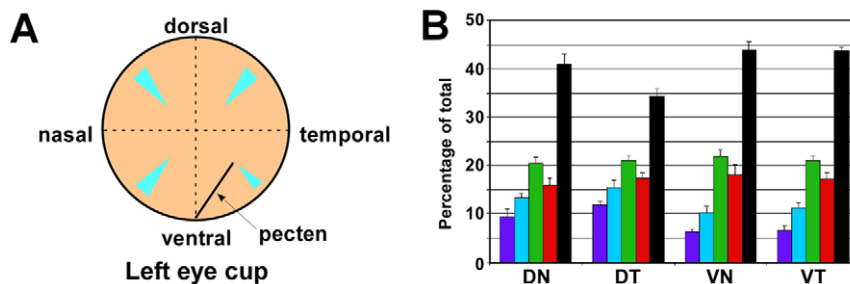 A
dorsal
nasal
temporal
ventral
pecten
Left eye cup
B
Percentage of total
50
40
30
20
10
0
DN
DT
VN
VT